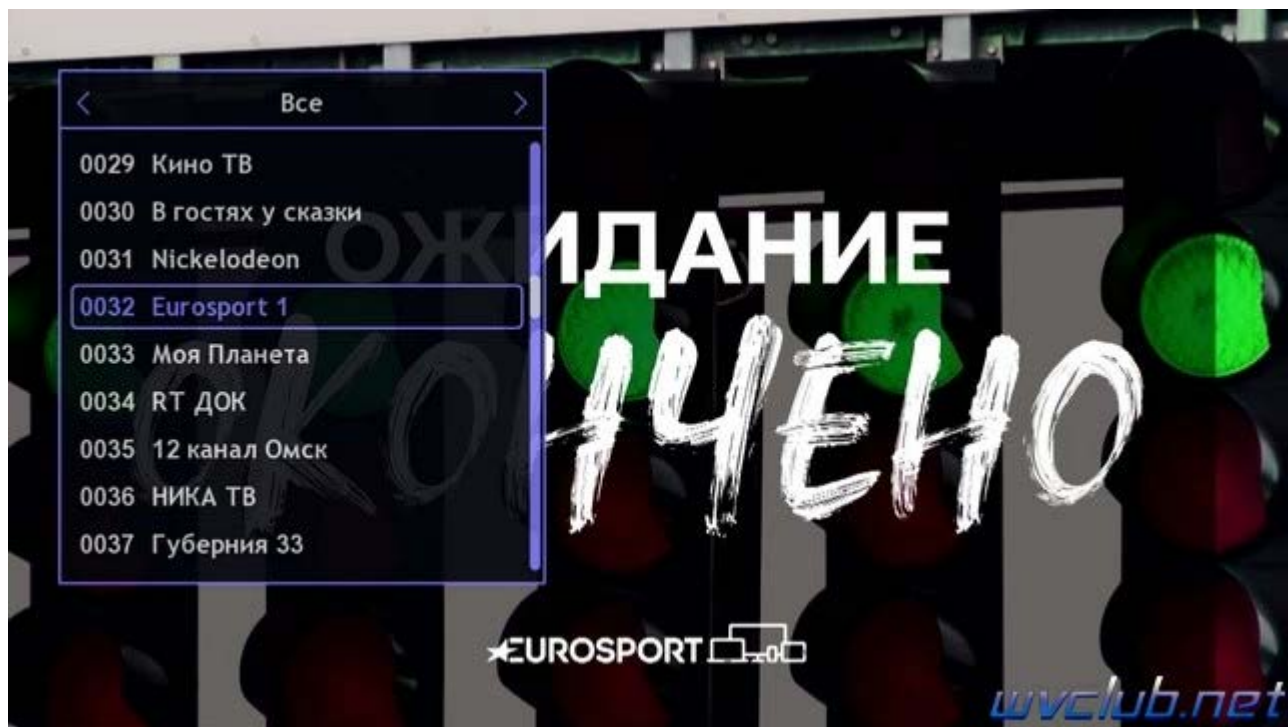 Все
0029 Кино ТВ
0030 В гостях у сказки
0031 Nickelodeon
0032 Eurosport 1
0033 Моя Планета
0034 RT ДОК
0035 12 канал Омск
0036 НИКА ТВ
0037 Губерния 33
ОЖИДАНИЕ
ОКОНЧЕНО
EUROSPORT
wvclub.net